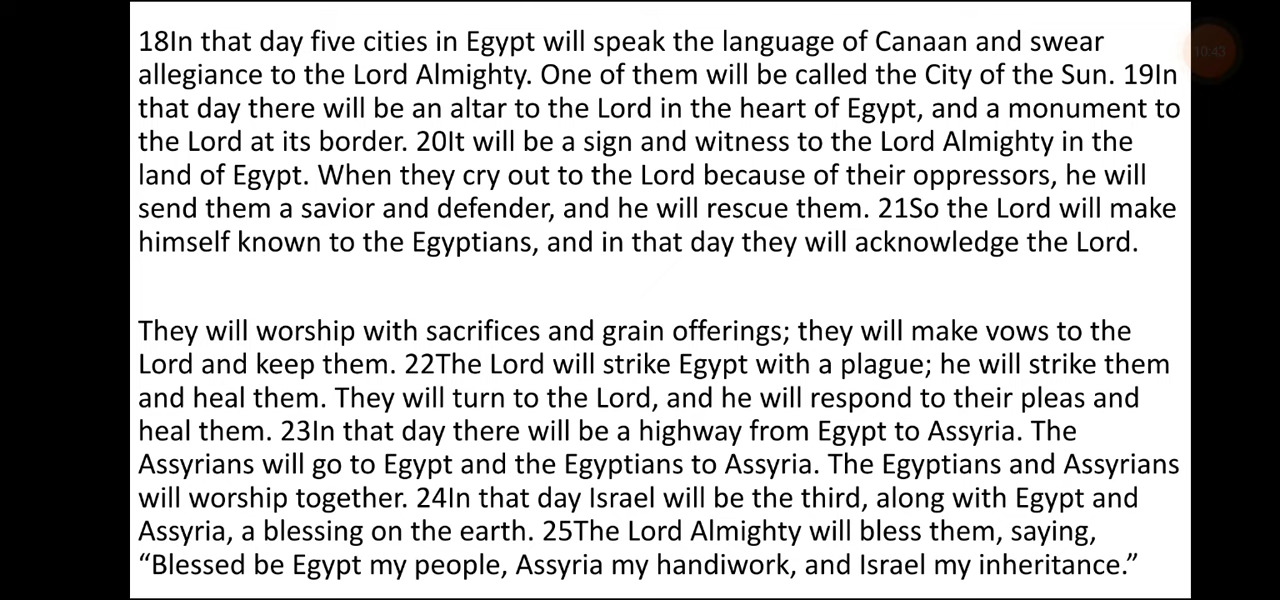 18In that day five cities in Egypt will speak the language of Canaan and swear
allegiance to the Lord Almighty. One of them will be called the City of the Sun. 19In
that day there will be an altar to the Lord in the heart of Egypt, and a monument to
the Lord at its border. 20It will be a sign and witness to the Lord Almighty in the
land of Egypt. When they cry out to the Lord because of their oppressors, he will
send them a savior and defender, and he will rescue them. 21So the Lord will make
himself known to the Egyptians, and in that day they will acknowledge the Lord.
They will worship with sacrifices and grain offerings; they will make vows to the
Lord and keep them. 22The Lord will strike Egypt with a plague; he will strike them
and heal them. They will turn to the Lord, and he will respond to their pleas and
heal them. 23In that day there will be a highway from Egypt to Assyria. The
Assyrians will go to Egypt and the Egyptians to Assyria. The Egyptians and Assyrians
will worship together. 24In that day Israel will be the third, along with Egypt and
Assyria, a blessing on the earth. 25The Lord Almighty will bless them, saying,
“Blessed be Egypt my people, Assyria my handiwork, and Israel my inheritance.”
10:43